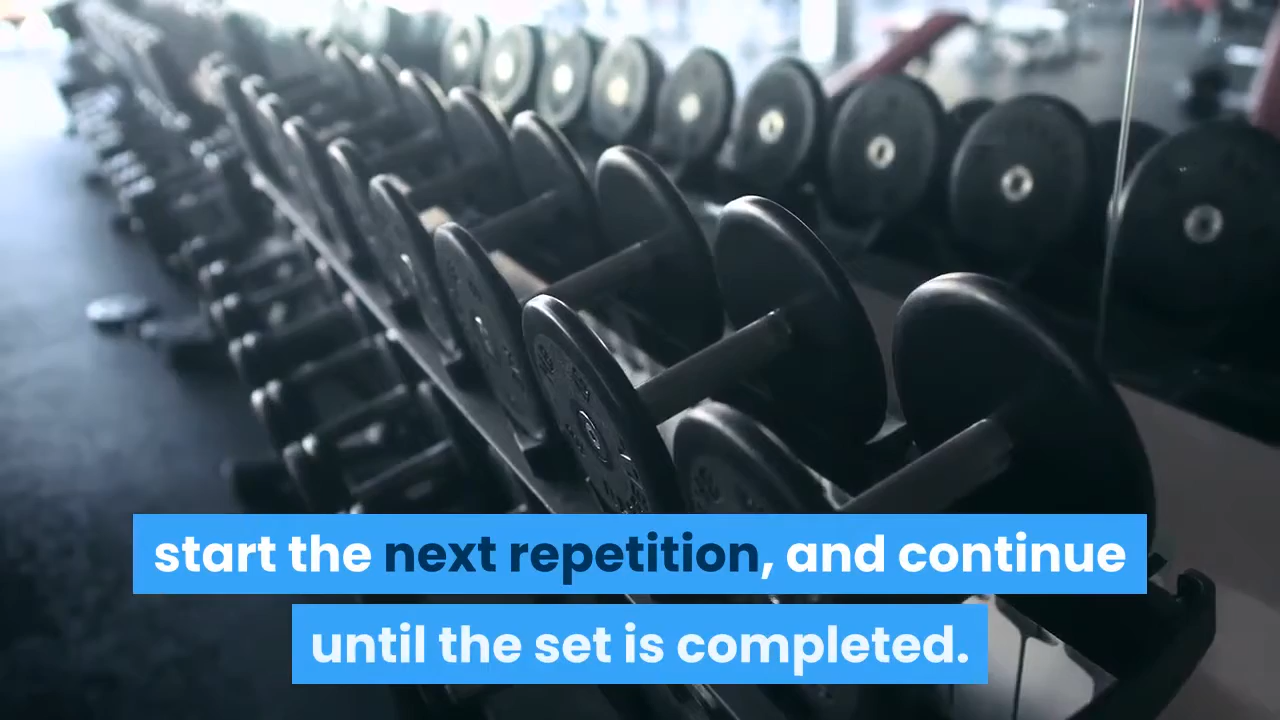 start the next repetition, and continue
until the set is completed.